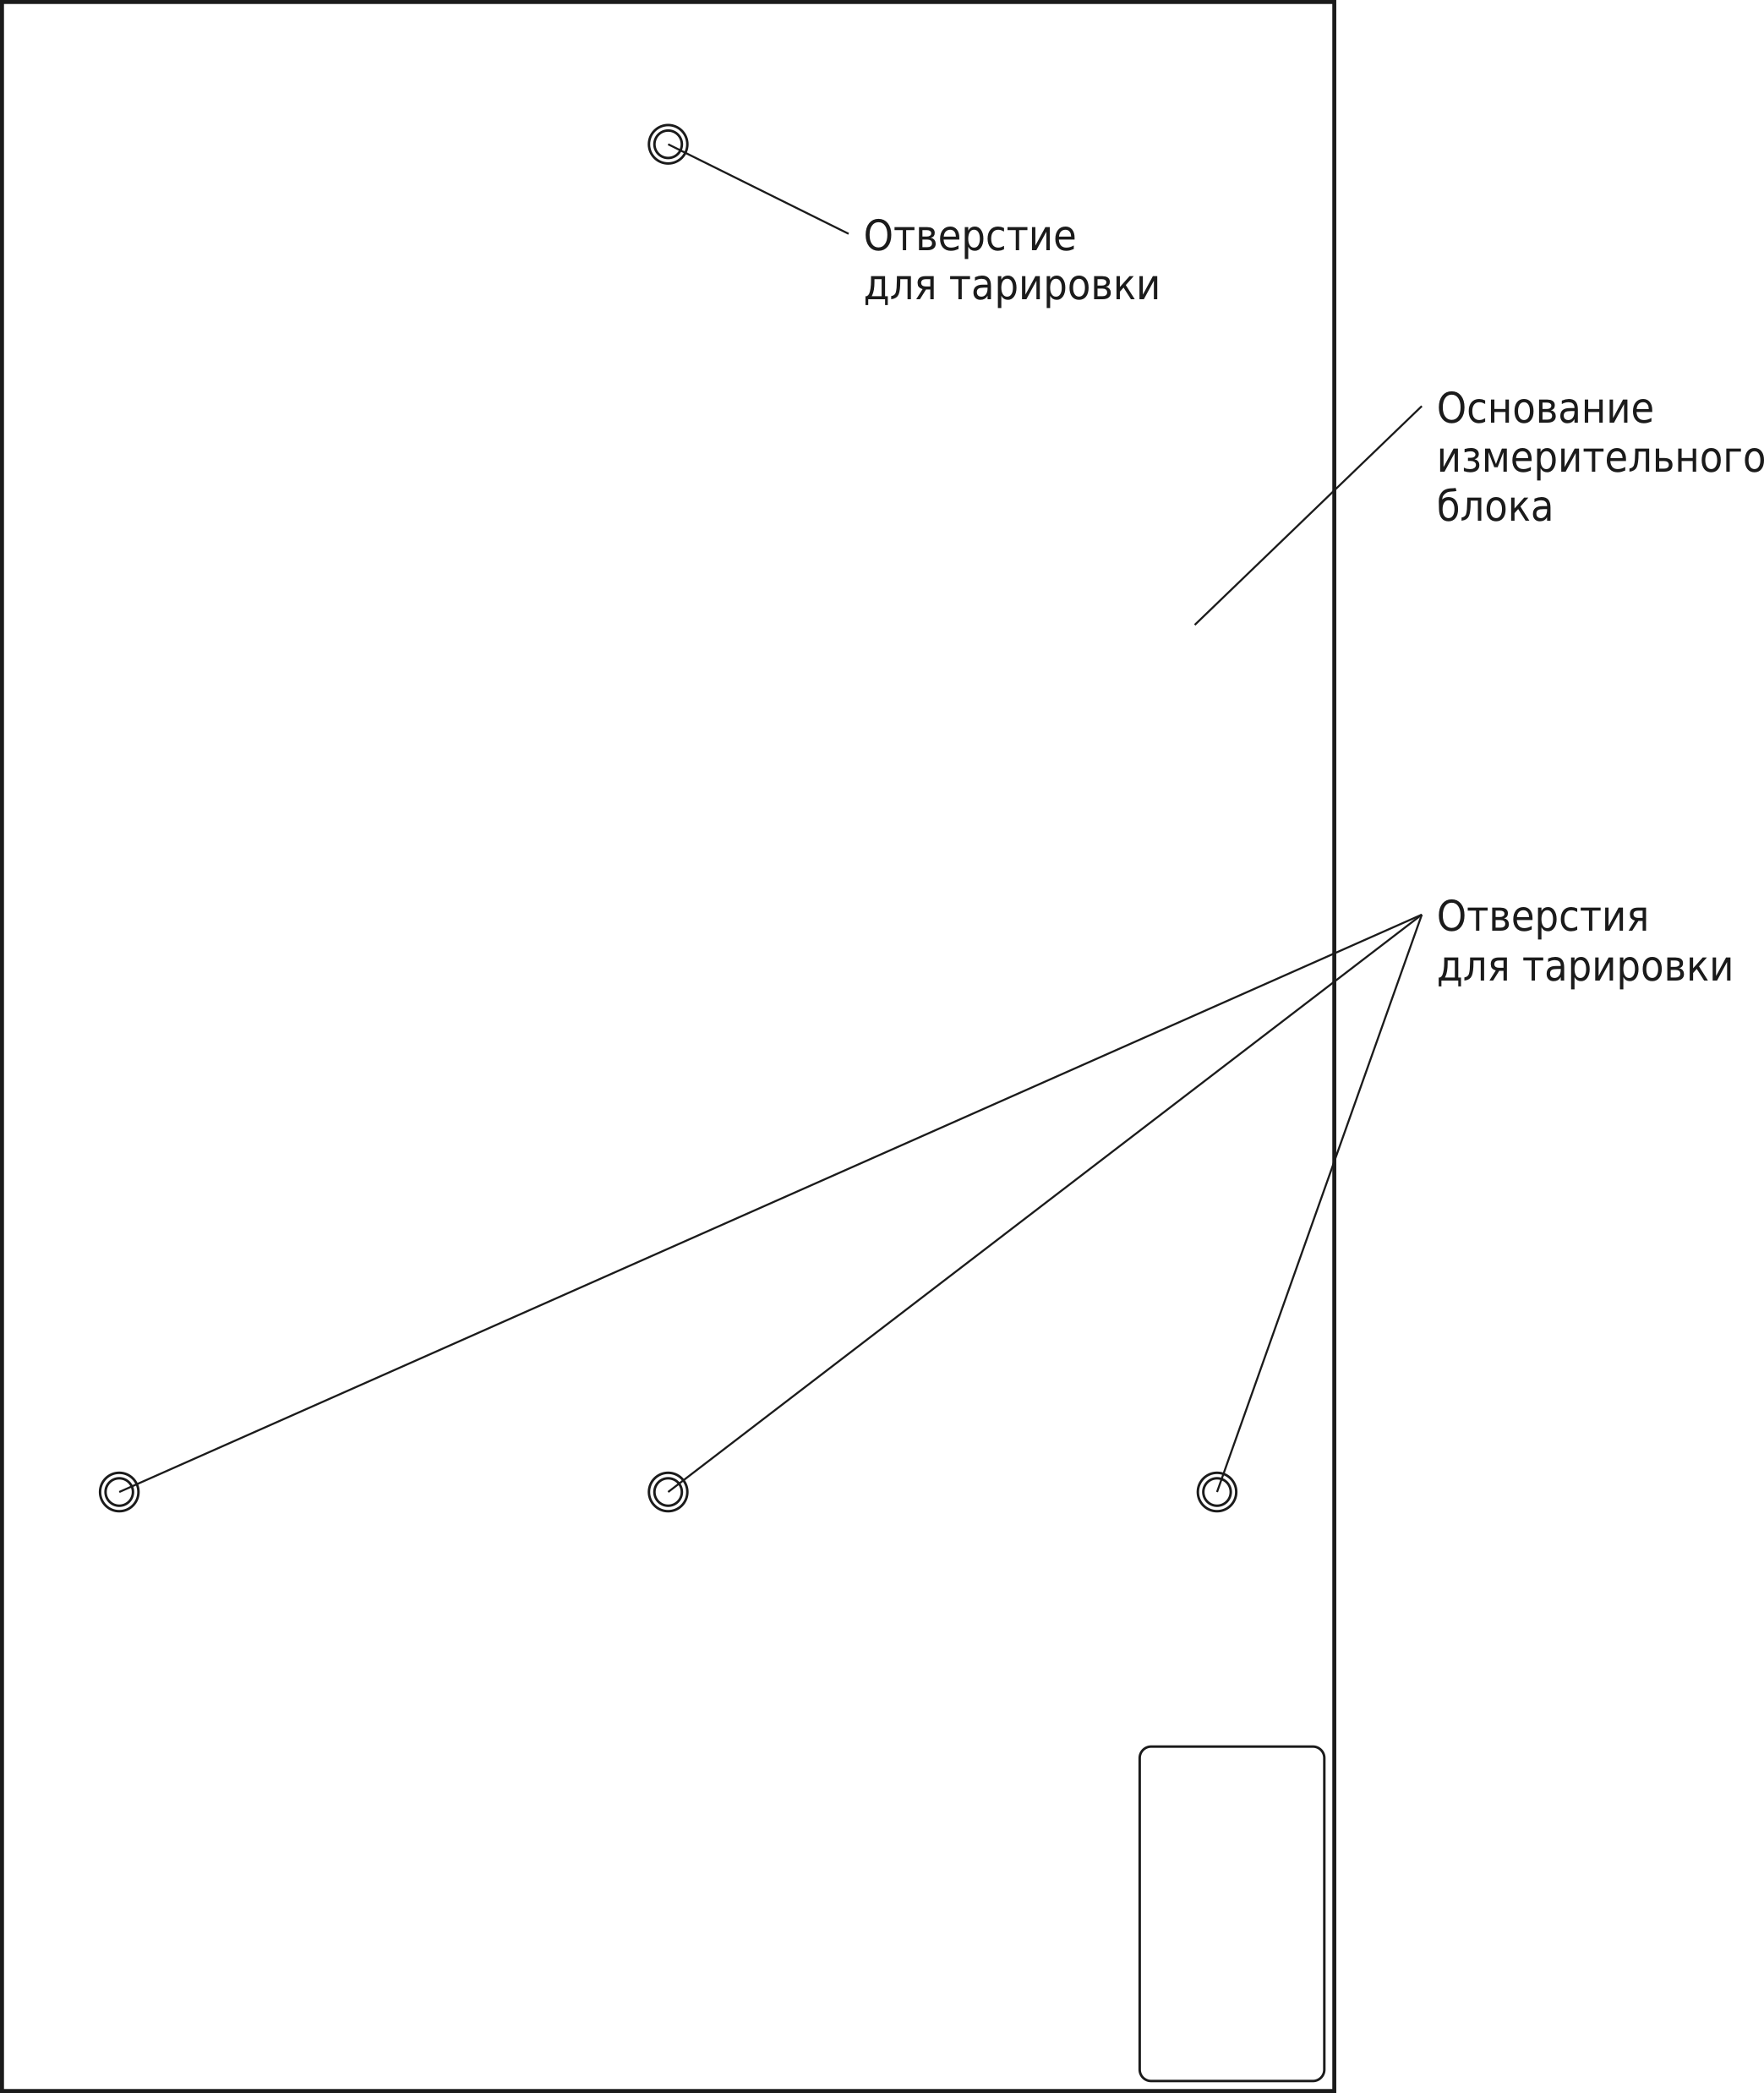 Отверстие
для тарировки
Основание
измерительного
блока
Отверстия
для тарировки